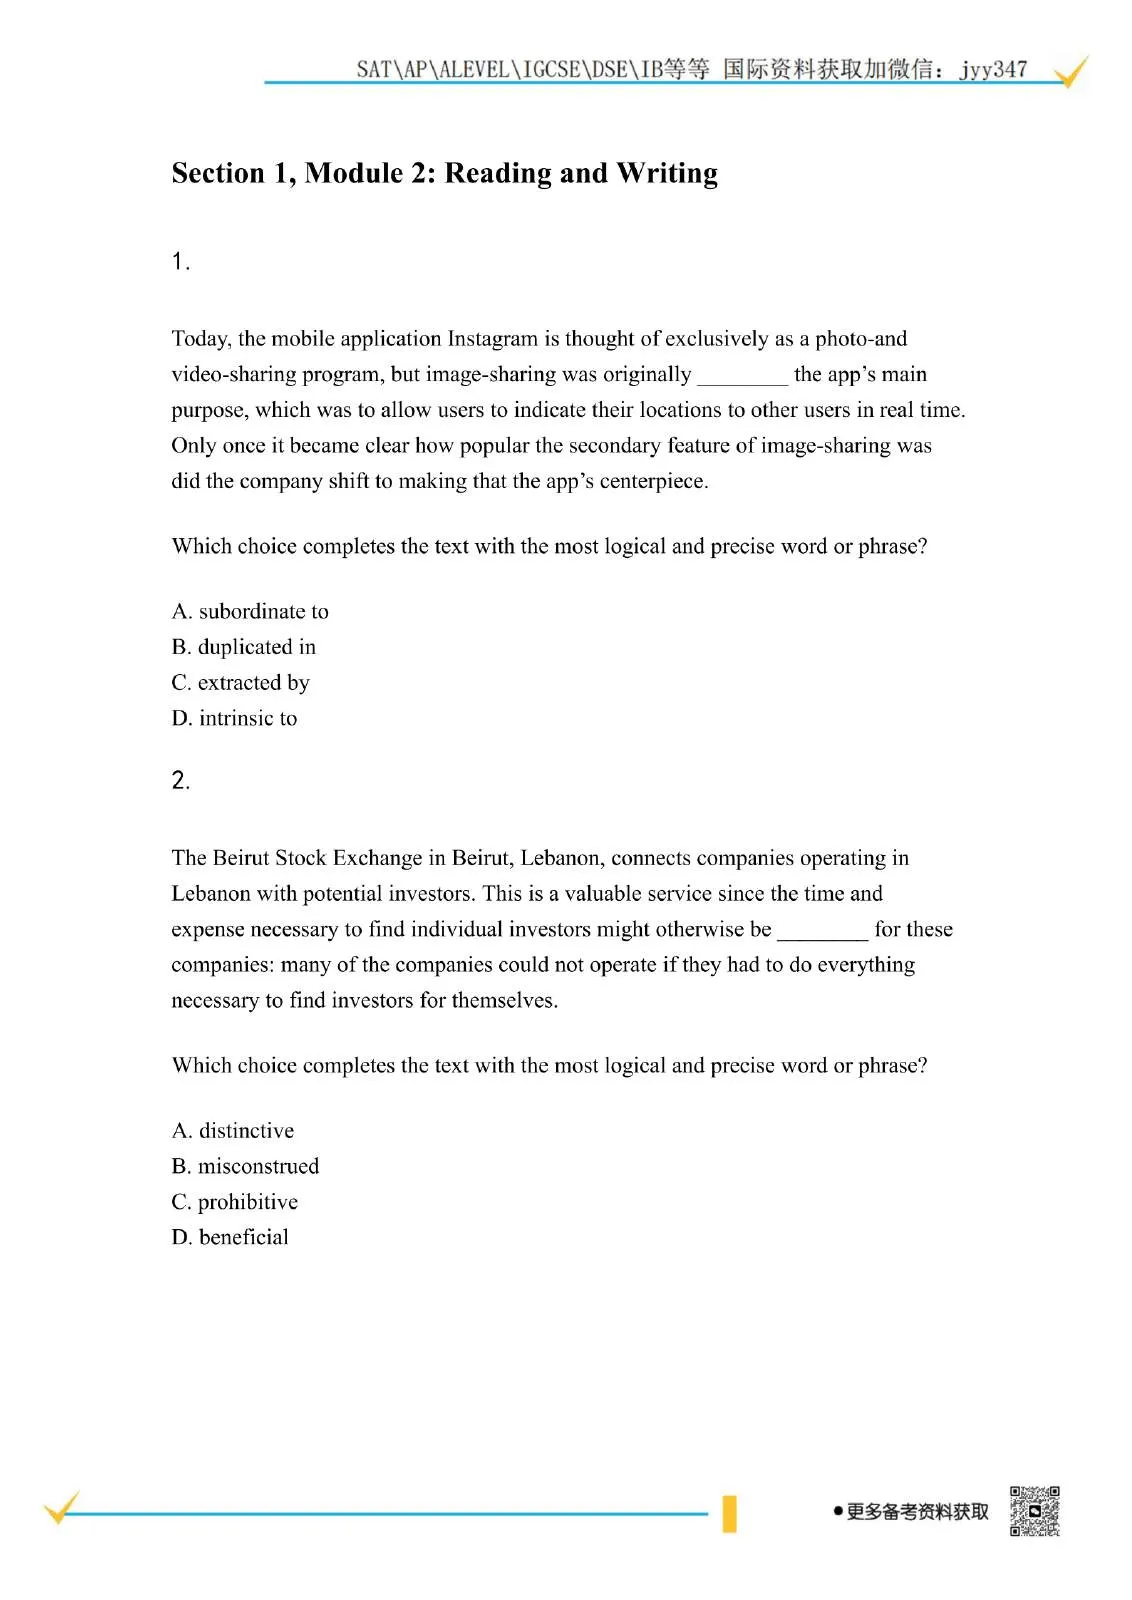 SAT\AP\ALEVEL\IGCSE\DSE\IB等等 国际资料获取加微信：jyy347
Section 1, Module 2: Reading and Writing
1.
Today, the mobile application Instagram is thought of exclusively as a photo-and
video-sharing program, but image-sharing was originally ________ the app’s main
purpose, which was to allow users to indicate their locations to other users in real time.
Only once it became clear how popular the secondary feature of image-sharing was
did the company shift to making that the app’s centerpiece.
Which choice completes the text with the most logical and precise word or phrase?
A. subordinate to
B. duplicated in
C. extracted by
D. intrinsic to
2.
The Beirut Stock Exchange in Beirut, Lebanon, connects companies operating in
Lebanon with potential investors. This is a valuable service since the time and
expense necessary to find individual investors might otherwise be ________ for these
companies: many of the companies could not operate if they had to do everything
necessary to find investors for themselves.
Which choice completes the text with the most logical and precise word or phrase?
A. distinctive
B. misconstrued
C. prohibitive
D. beneficial
•更多备考资料获取